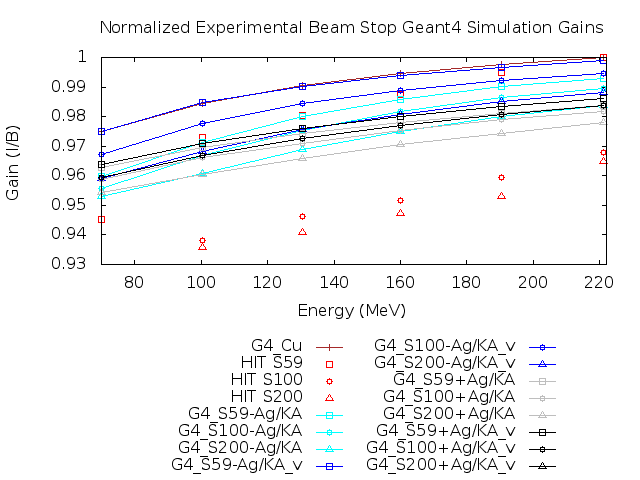 Normalized Experimental Beam Stop Geant4 Simulation Gains
Gain (I/B)
1
0.99
0.98
0.97
0.96
0.95
0.94
0.93
80 100 120 140 160 180 200 220
Energy (MeV)
G4_Cu
HIT S59
HIT S100
HIT S200
G4_S59-Ag/KA
G4_S100-Ag/KA
G4_S200-Ag/KA
G4_S59-Ag/KA_v
G4_S100-Ag/KA_v
G4_S200-Ag/KA_v
G4_S59+Ag/KA
G4_S100+Ag/KA
G4_S200+Ag/KA
G4_S59+Ag/KA_v
G4_S100+Ag/KA_v
G4_S200+Ag/KA_v